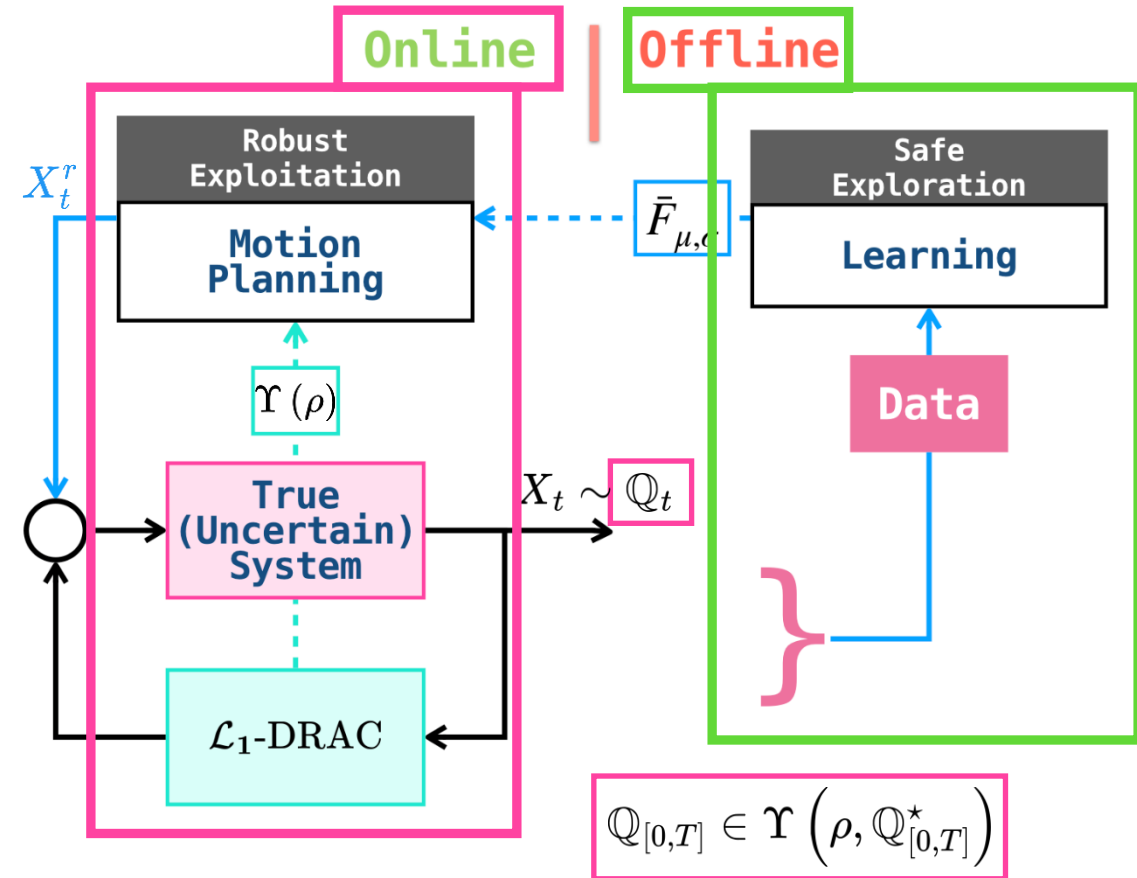 Online | Offline
Robust
Exploitation
Motion
Planning
Safe
Exploration
Learning
X_t^r
F̄_{μ,σ}
ϒ(ρ)
Data
True
(Uncertain)
System
X_t ∼ ℚ_t
}
𝓛₁-DRAC
ℚ_{[0,T]} ∈ ϒ(ρ, ℚ^⋆_{[0,T]})